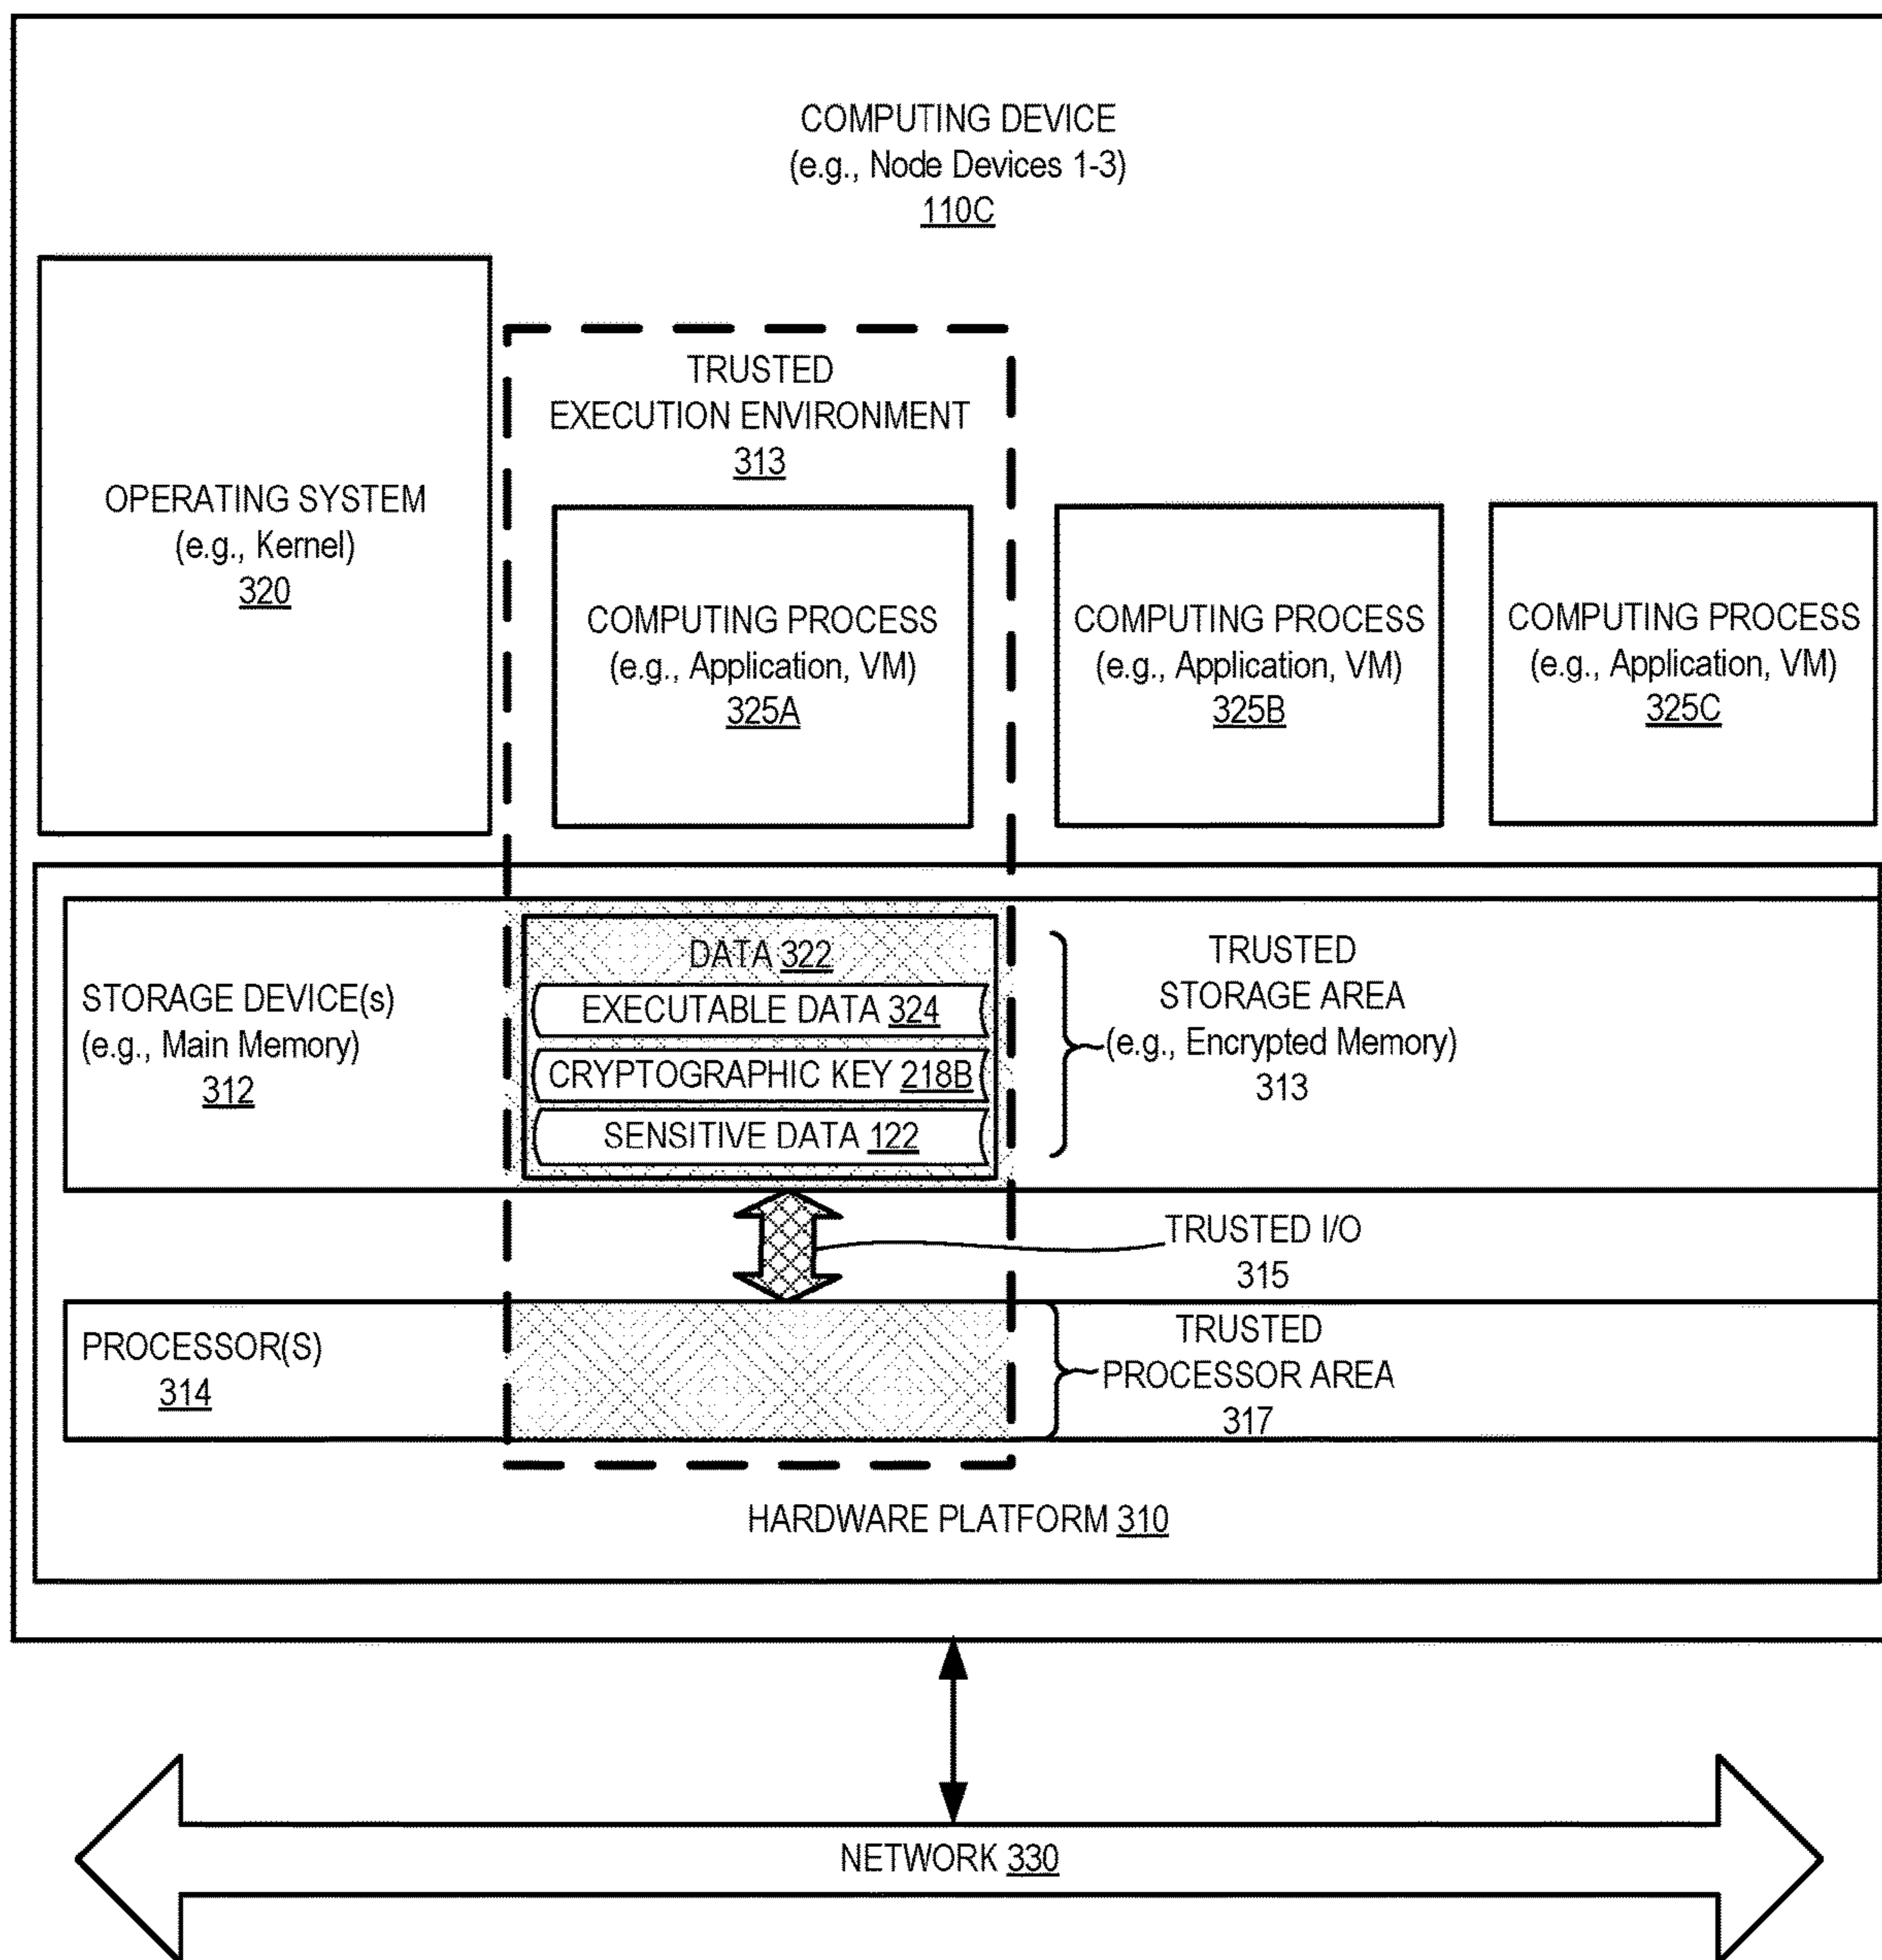 COMPUTING DEVICE
(e.g., Node Devices 1-3)
110C
TRUSTED
EXECUTION ENVIRONMENT
313
OPERATING SYSTEM
(e.g., Kernel)
320
COMPUTING PROCESS
(e.g., Application, VM)
325A
COMPUTING PROCESS
(e.g., Application, VM)
325B
COMPUTING PROCESS
(e.g., Application, VM)
325C
STORAGE DEVICE(s)
(e.g., Main Memory)
312
DATA 322
EXECUTABLE DATA 324
CRYPTOGRAPHIC KEY 218B
SENSITIVE DATA 122
TRUSTED
STORAGE AREA
(e.g., Encrypted Memory)
313
TRUSTED I/O
315
PROCESSOR(S)
314
TRUSTED
PROCESSOR AREA
317
HARDWARE PLATFORM 310
NETWORK 330